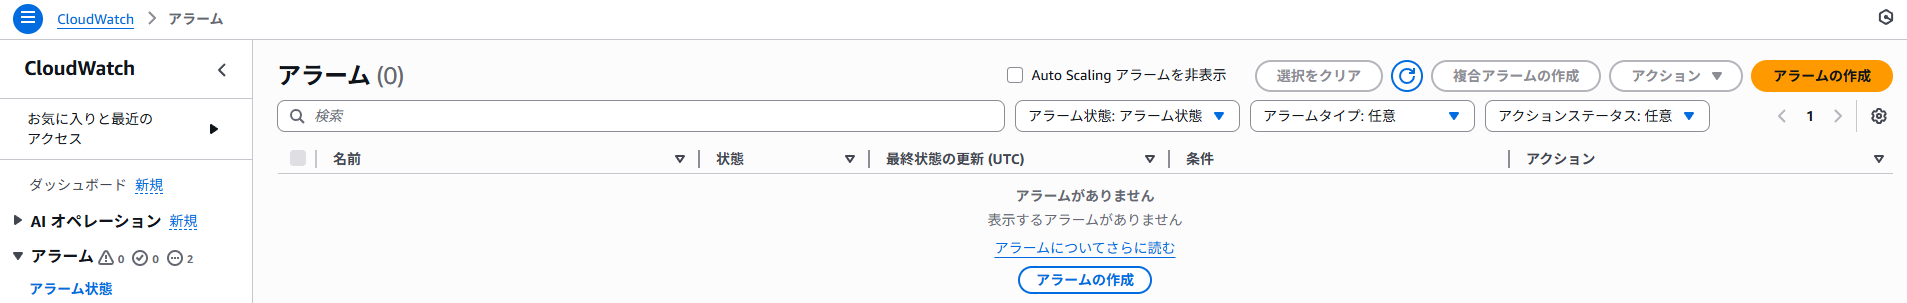 CloudWatch > アラーム
CloudWatch
お気に入りと最近の
アクセス
ダッシュボード 新規
AI オペレーション 新規
アラーム 0 0 2
アラーム状態
アラーム (0)
Auto Scaling アラームを非表示
選択をクリア
複合アラームの作成
アクション
アラームの作成
検索
アラーム状態: アラーム状態
アラームタイプ: 任意
アクションステータス: 任意
1
名前 状態 最終状態の更新 (UTC) 条件 アクション
アラームがありません
表示するアラームがありません
アラームについてさらに読む
アラームの作成